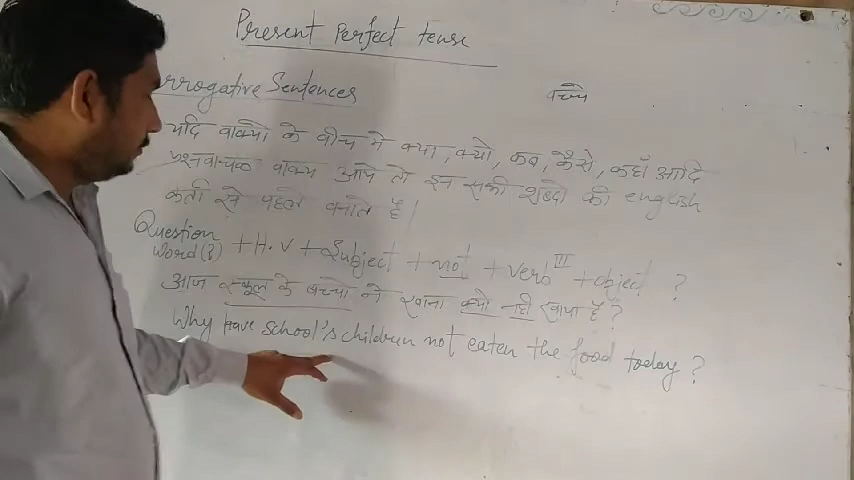 Present Perfect tense
rrogative Sentences
बच्चे
यदि वाक्यो के बीच मे क्या, क्यो, कब, कैसे, कहाँ आदि
प्रश्नवाचक वाक्य आये तो इन सभी शब्दो की english
कर्ता से पहले बनाते है।
Question word(?) + H.V + Subject + not + verb III + object ?
आज स्कूल के बच्चो ने खाना क्यो नही खाया है?
Why have school's children not eaten the food today?